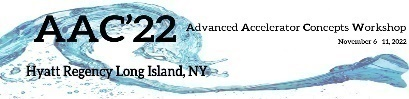 AAC'22
Advanced Accelerator Concepts Workshop
November 6-11, 2022
Hyatt Regency Long Island, NY